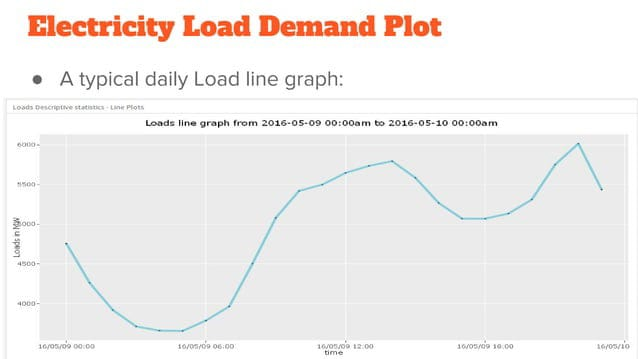 Electricity Load Demand Plot
● A typical daily Load line graph:
Loads Descriptive statistics - Line Plots
Loads line graph from 2016-05-09 00:00am to 2016-05-10 00:00am
6000
5500
5000
4500
4000
Loads in MW
16/05/09 00:00 16/05/09 06:00 16/05/09 12:00 16/05/09 18:00 16/05/10
time